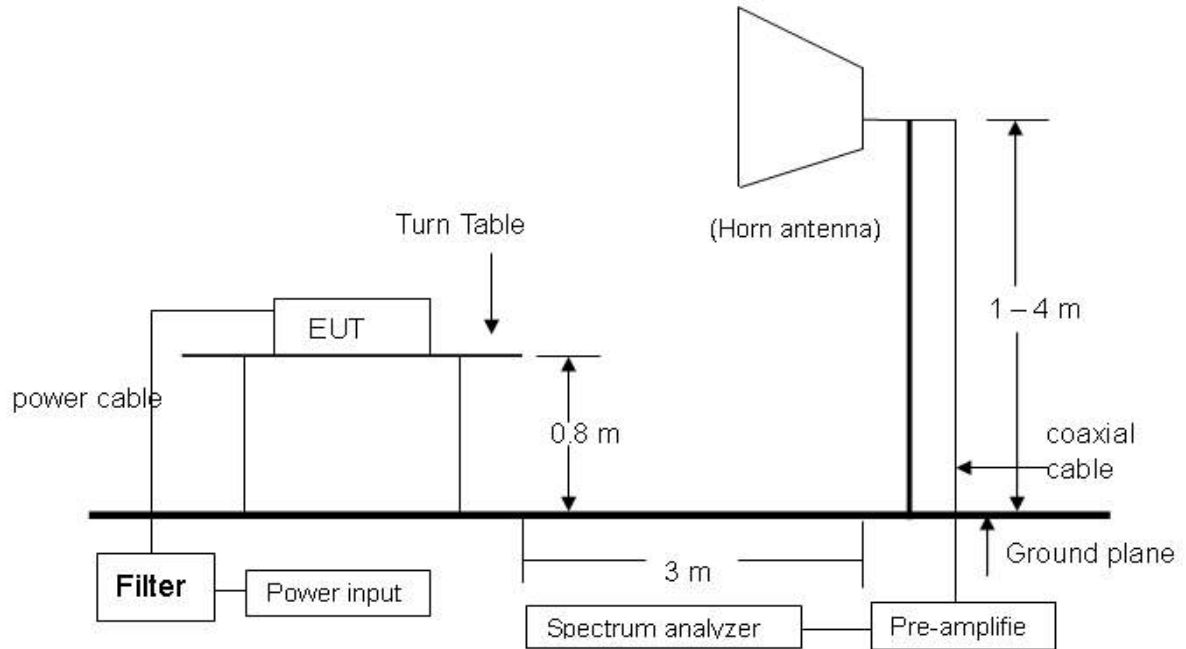 (Horn antenna)
Turn Table
EUT
1 – 4 m
power cable
0.8 m
coaxial
cable
Ground plane
3 m
Filter
Power input
Spectrum analyzer
Pre-amplifie